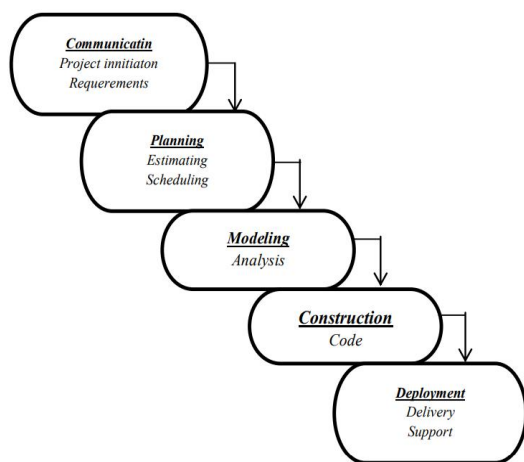 Communicatin
Project innitiaton
Requerements
Planning
Estimating
Scheduling
Modeling
Analysis
Construction
Code
Deployment
Delivery
Support